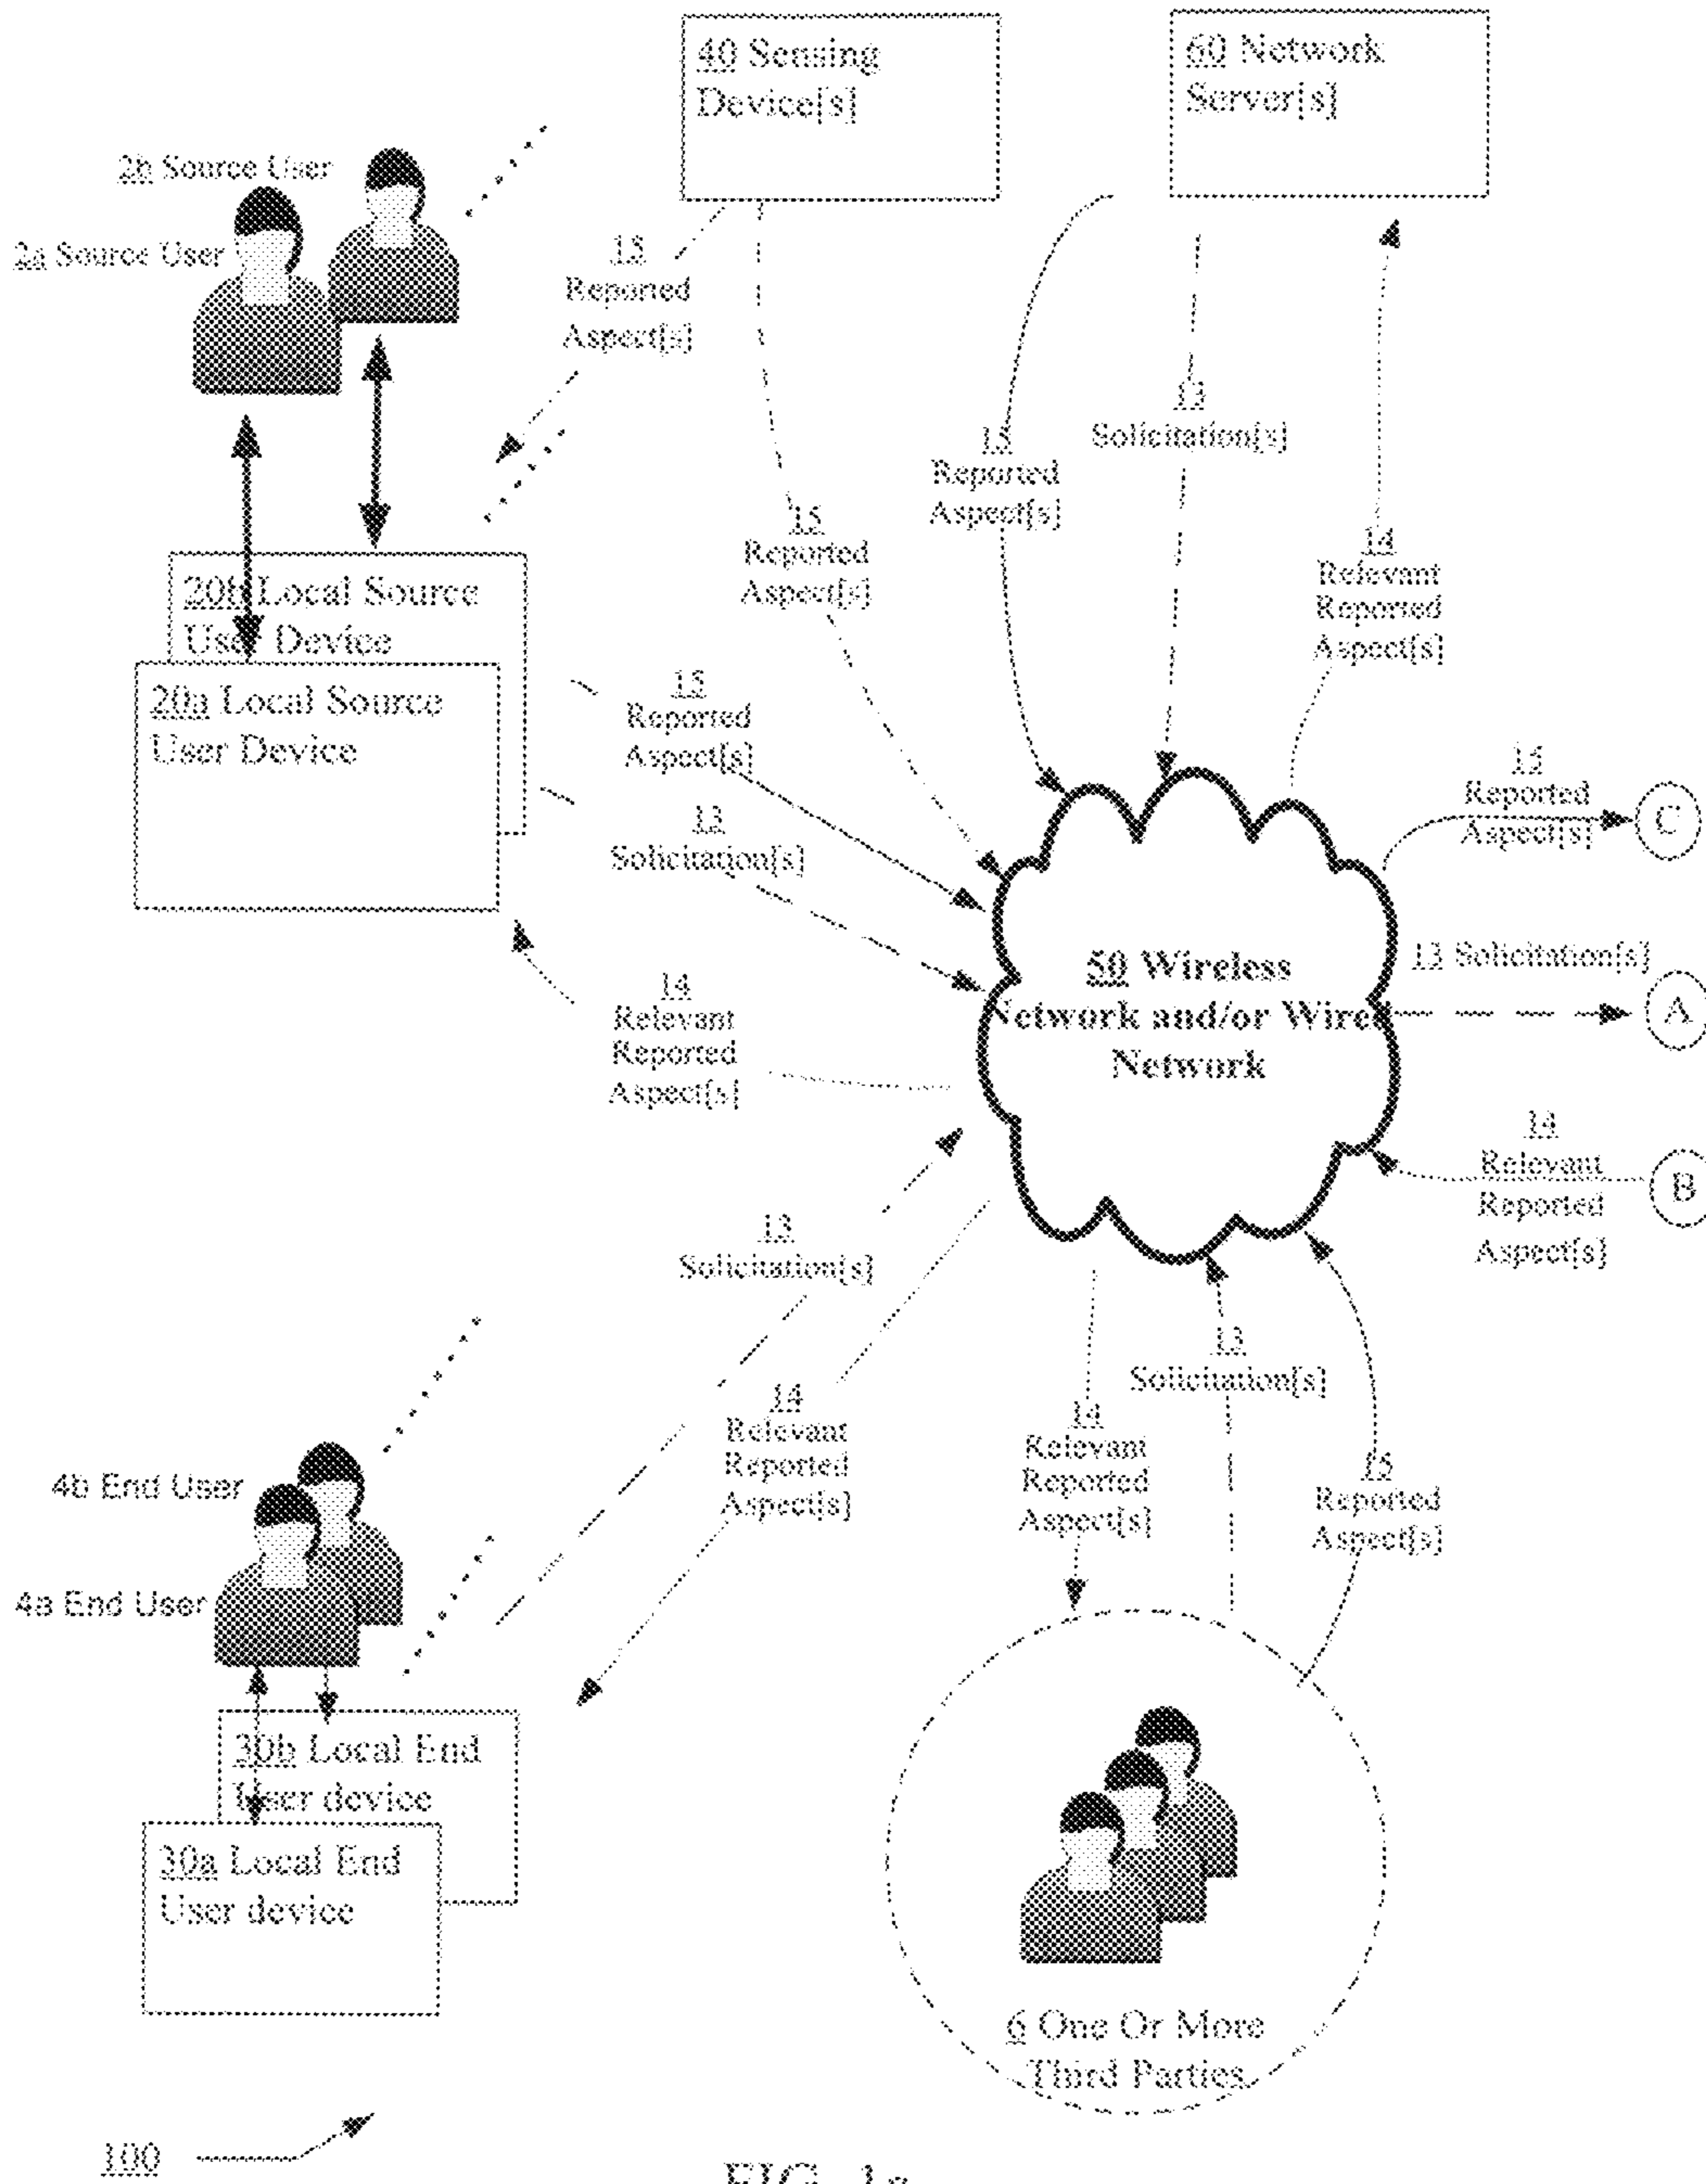 40 Sensing
Device[s]
60 Network
Server[s]
2b Source User
2a Source User
15
Reported
Aspect[s]
13
Solicitation[s]
15
Reported
Aspect[s]
15
Reported
Aspect[s]
14
Relevant
Reported
Aspect[s]
20b Local Source
User Device
20a Local Source
User Device
15
Reported
Aspect[s]
13
Solicitation[s]
15
Reported
Aspect[s]
C
50 Wireless
Network and/or Wired
Network
13 Solicitation[s]
A
14
Relevant
Reported
Aspect[s]
14
Relevant
Reported
Aspect[s]
B
13
Solicitation[s]
14
Relevant
Reported
Aspect[s]
13
Solicitation[s]
14
Relevant
Reported
Aspect[s]
15
Reported
Aspect[s]
4b End User
4a End User
30b Local End
User device
30a Local End
User device
6 One Or More
Third Parties
100
FIG. 1a